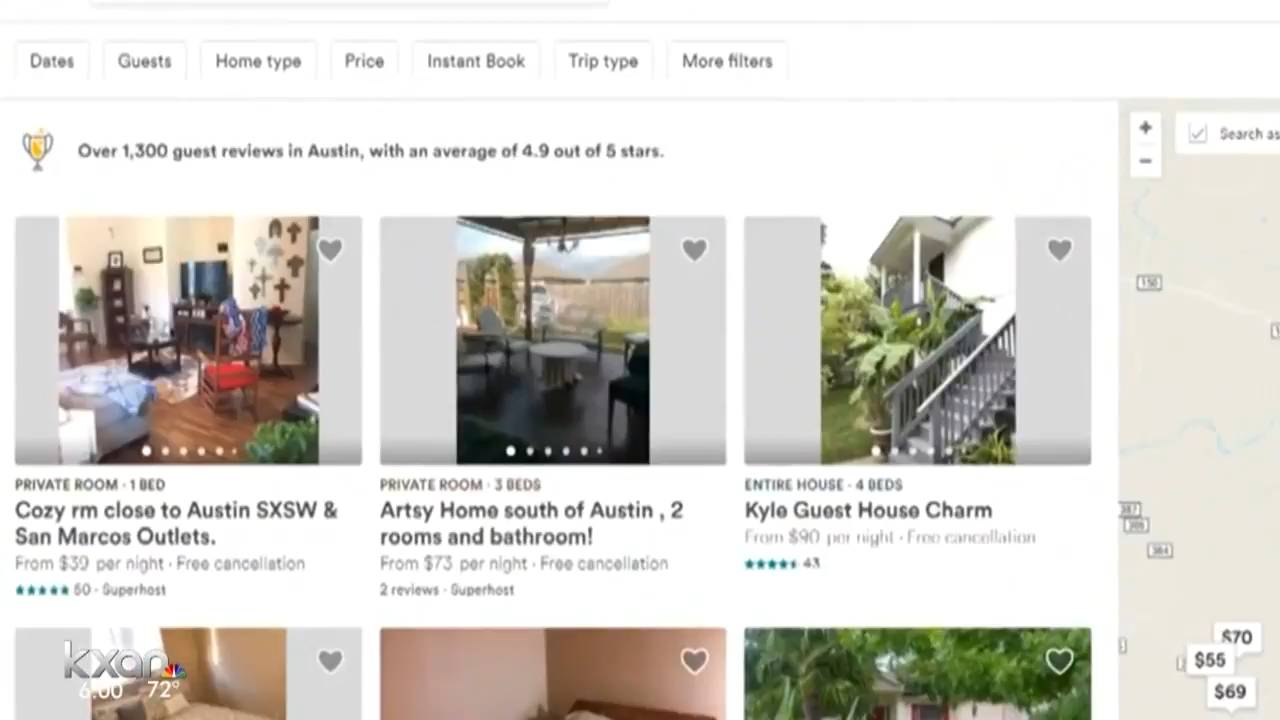 Dates
Guests
Home type
Price
Instant Book
Trip type
More filters
Over 1,300 guest reviews in Austin, with an average of 4.9 out of 5 stars.
+
Search as
−
150
PRIVATE ROOM · 1 BED
Cozy rm close to Austin SXSW &
San Marcos Outlets.
From $39 per night · Free cancellation
50 · Superhost
PRIVATE ROOM · 3 BEDS
Artsy Home south of Austin , 2
rooms and bathroom!
From $73 per night · Free cancellation
2 reviews · Superhost
ENTIRE HOUSE · 4 BEDS
Kyle Guest House Charm
From $90 per night · Free cancellation
43
$70
$55
$69
kxan
6:00 72°